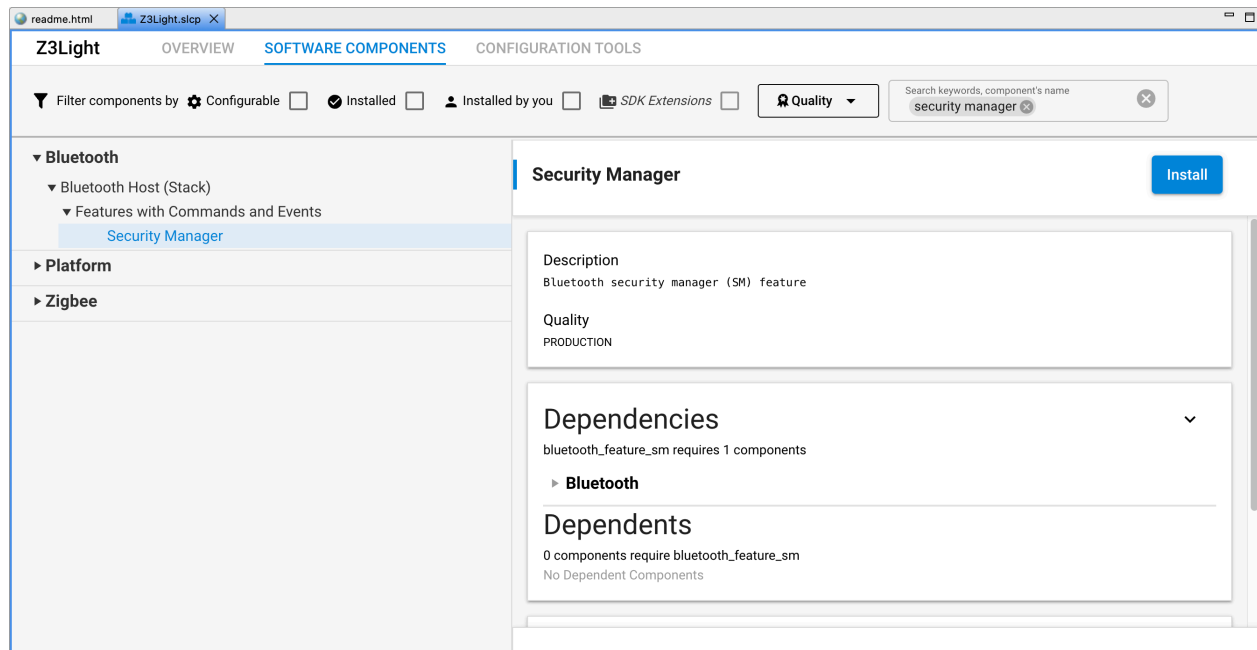 readme.html
Z3Light.slcp
Z3Light OVERVIEW SOFTWARE COMPONENTS CONFIGURATION TOOLS
Filter components by Configurable Installed Installed by you SDK Extensions Quality
Search keywords, component's name
security manager
Bluetooth
Bluetooth Host (Stack)
Features with Commands and Events
Security Manager
Platform
Zigbee
Security Manager
Install
Description
Bluetooth security manager (SM) feature
Quality
PRODUCTION
Dependencies
bluetooth_feature_sm requires 1 components
Bluetooth
Dependents
0 components require bluetooth_feature_sm
No Dependent Components